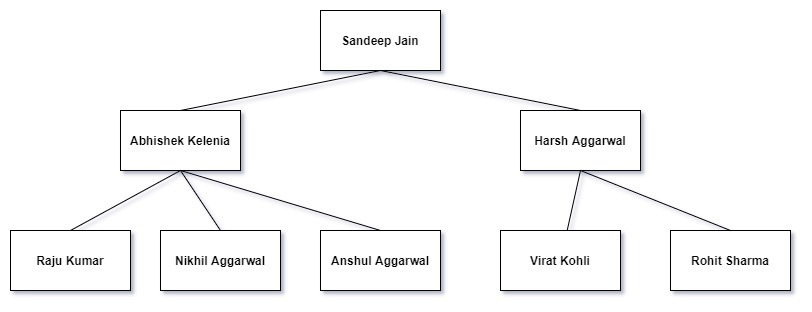 Sandeep Jain
Abhishek Kelenia
Harsh Aggarwal
Raju Kumar
Nikhil Aggarwal
Anshul Aggarwal
Virat Kohli
Rohit Sharma